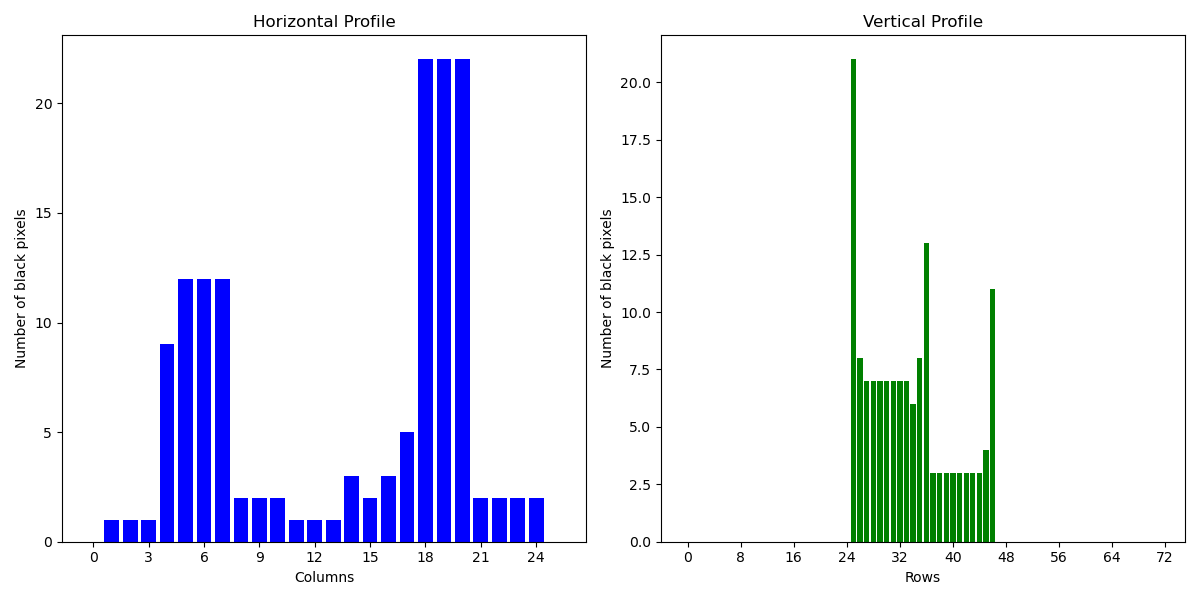 Horizontal Profile
Number of black pixels
20
15
10
5
0
0 3 6 9 12 15 18 21 24
Columns
Vertical Profile
Number of black pixels
20.0
17.5
15.0
12.5
10.0
7.5
5.0
2.5
0.0
0 8 16 24 32 40 48 56 64 72
Rows